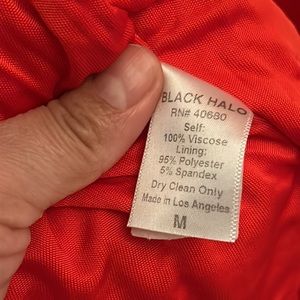 BLACK HALO
RN# 40680
Self:
100% Viscose
Lining:
95% Polyester
5% Spandex
Dry Clean Only
Made in Los Angeles
M